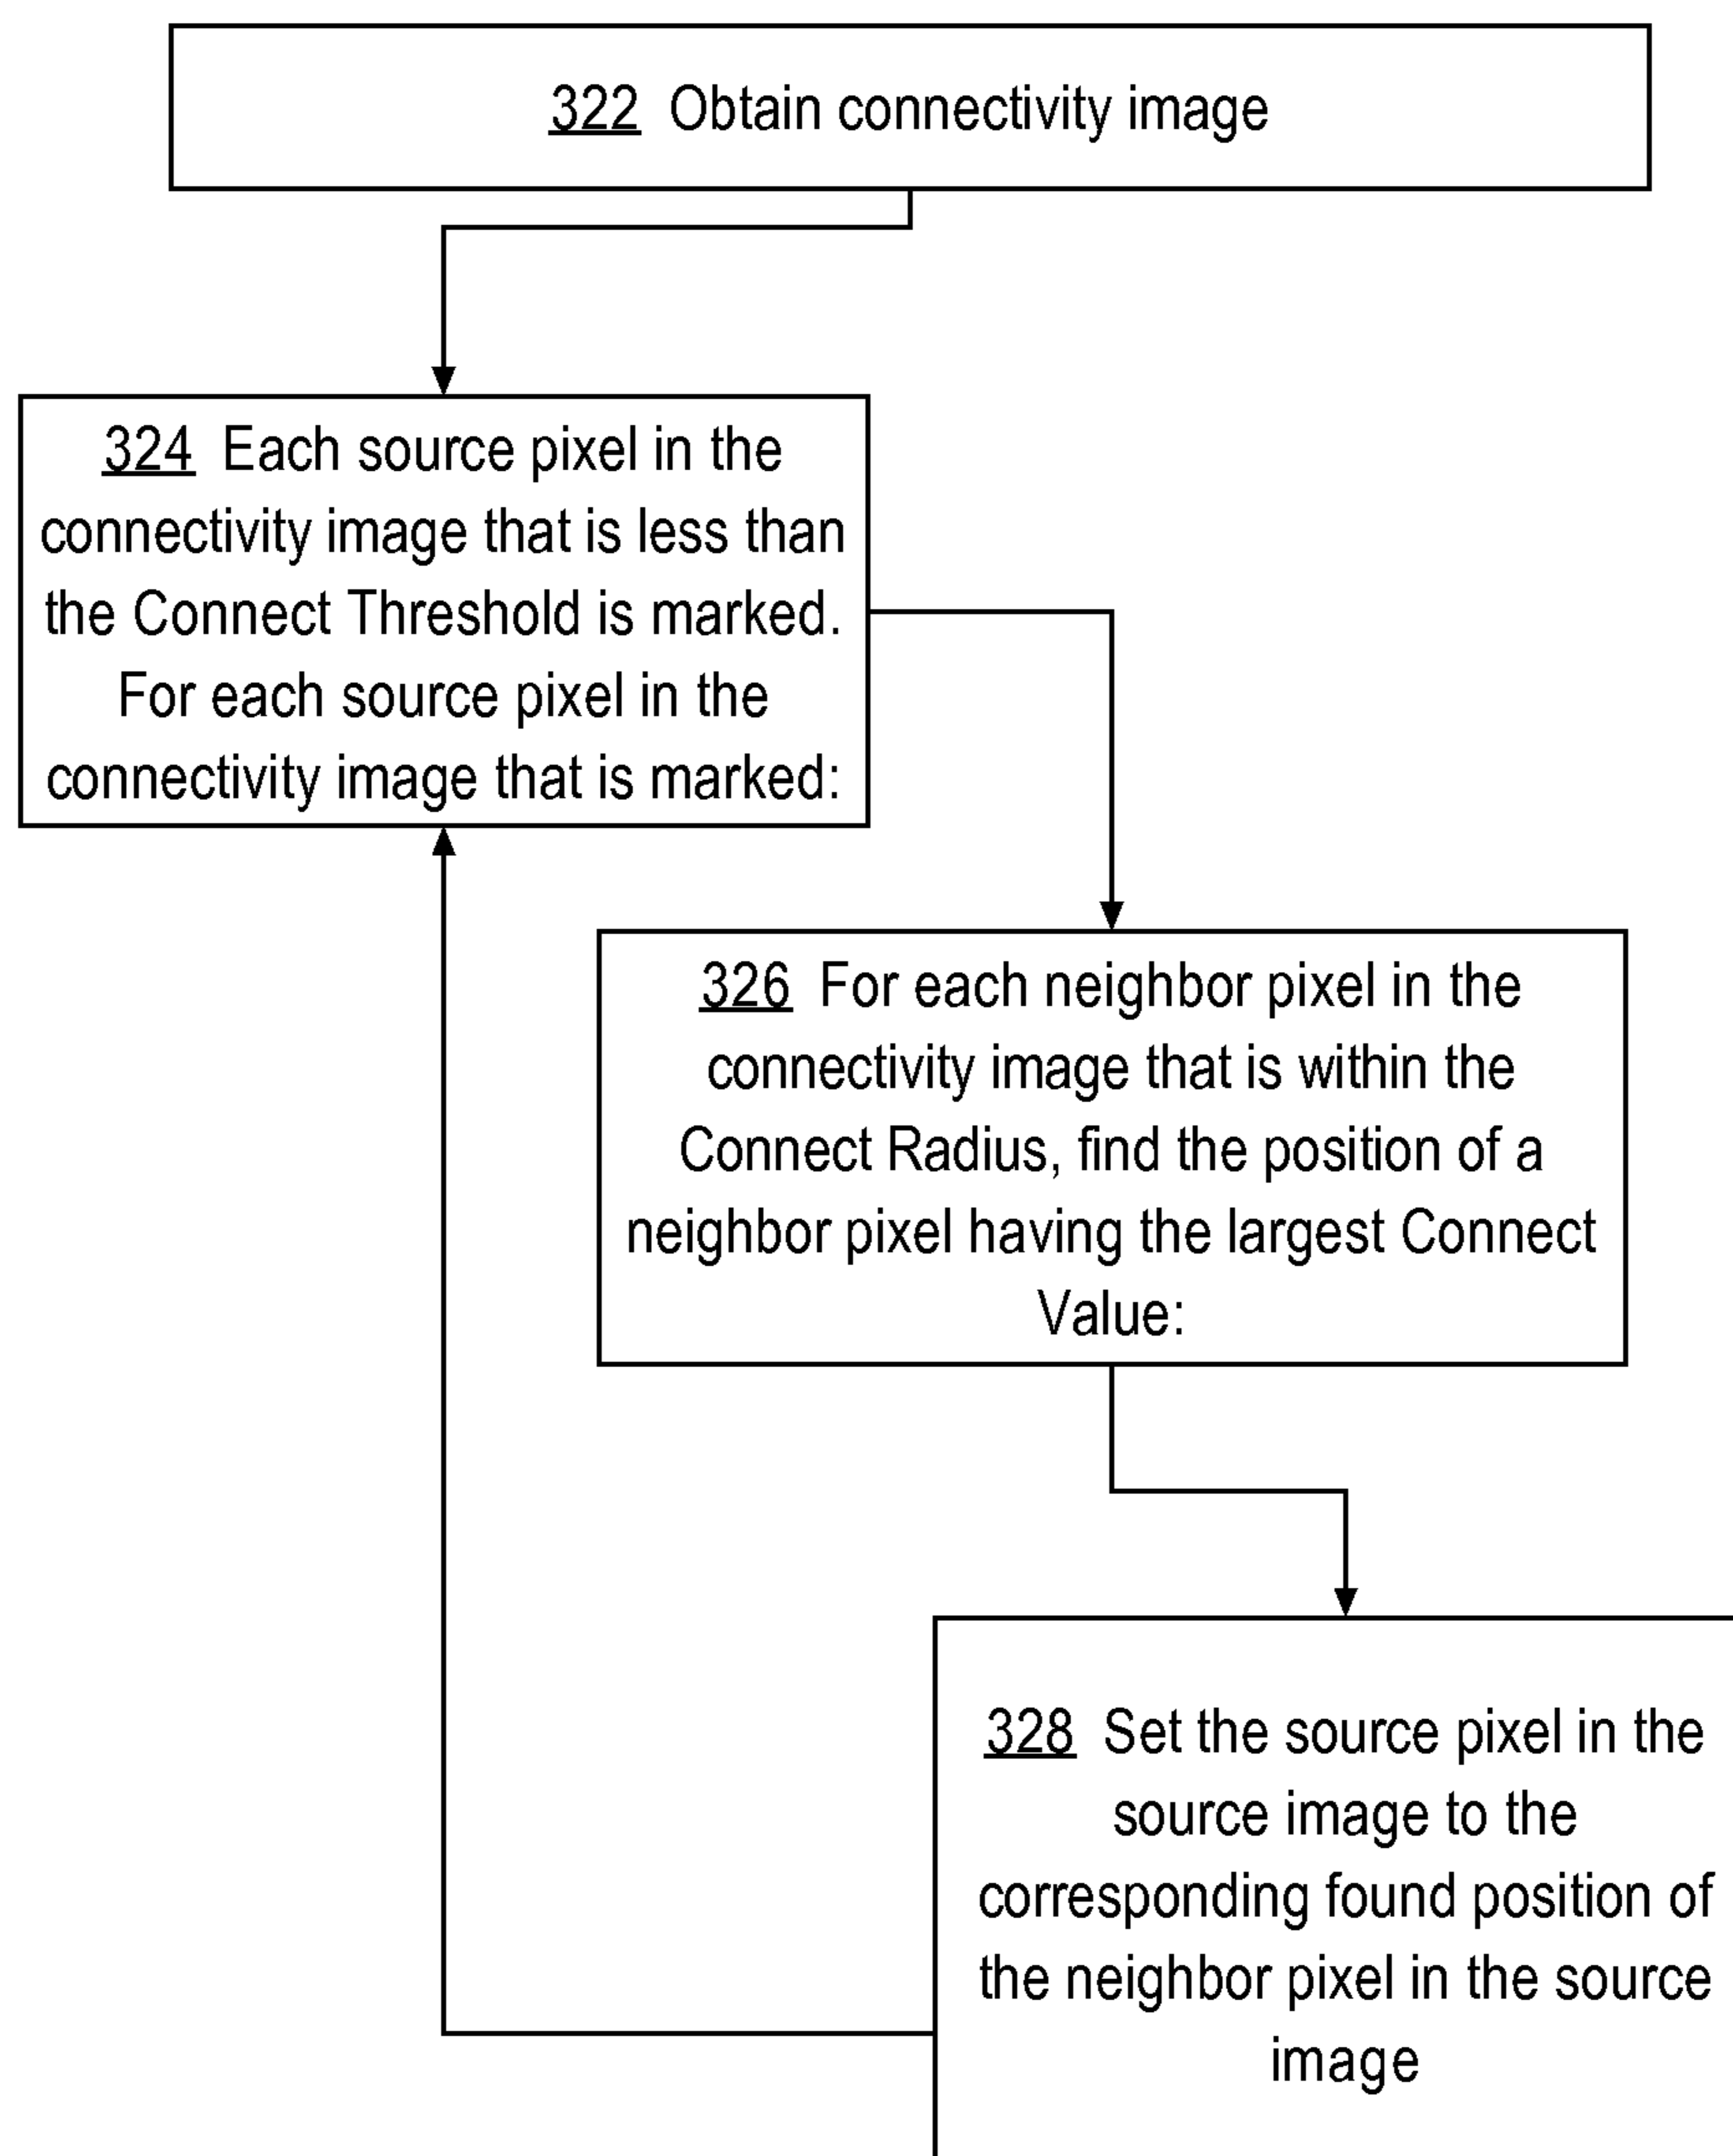 322 Obtain connectivity image
324 Each source pixel in the
connectivity image that is less than
the Connect Threshold is marked.
For each source pixel in the
connectivity image that is marked:
326 For each neighbor pixel in the
connectivity image that is within the
Connect Radius, find the position of a
neighbor pixel having the largest Connect
Value:
328 Set the source pixel in the
source image to the
corresponding found position of
the neighbor pixel in the source
image